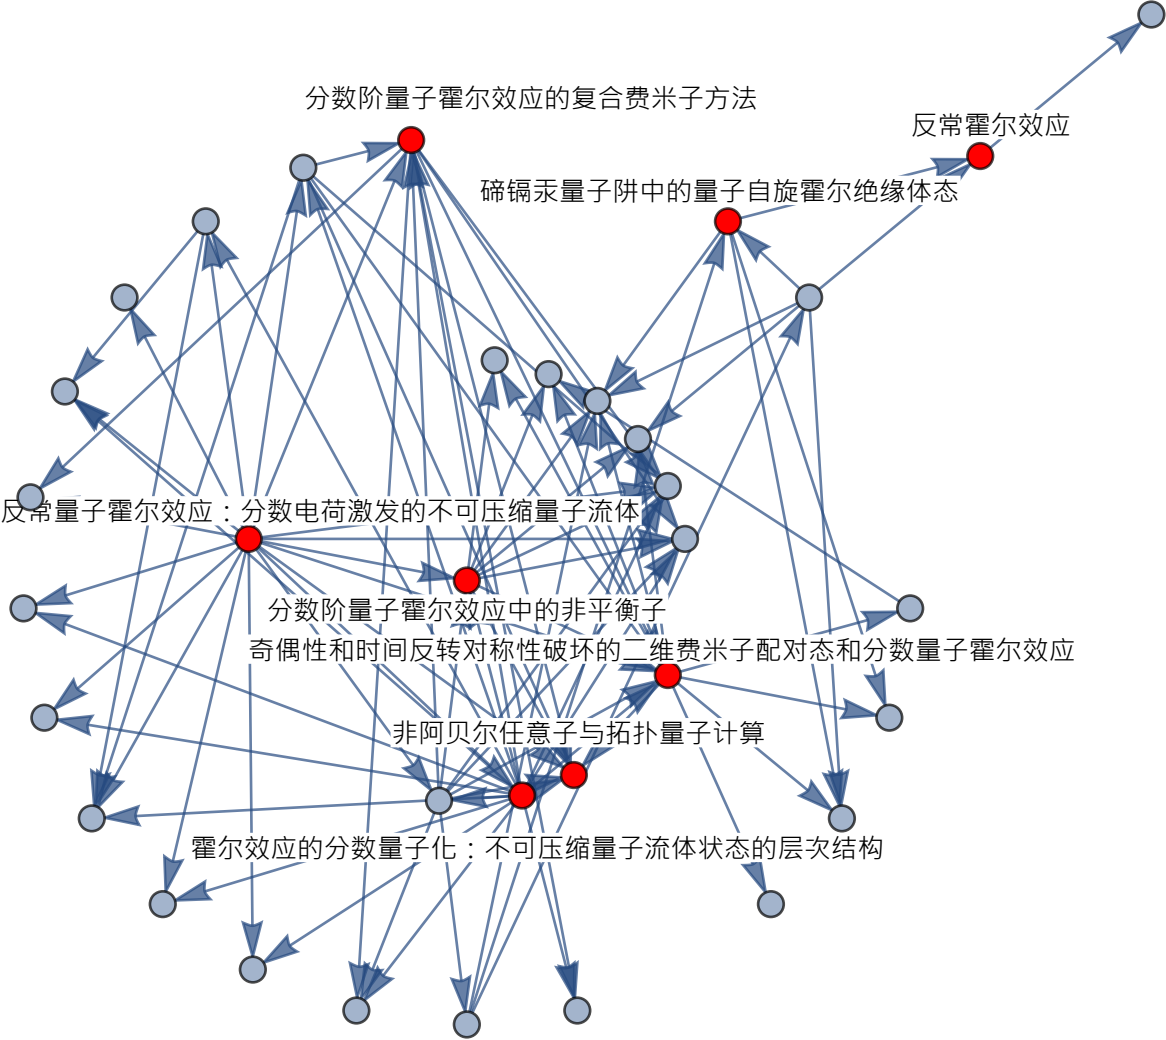 分数阶量子霍尔效应的复合费米子方法
反常霍尔效应
碲镉汞量子阱中的量子自旋霍尔绝缘体态
反常量子霍尔效应：分数电荷激发的不可压缩量子流体
分数阶量子霍尔效应中的非平衡子
奇偶性和时间反转对称性破坏的二维费米子配对态和分数量子霍尔效应
非阿贝尔任意子与拓扑量子计算
霍尔效应的分数量子化：不可压缩量子流体状态的层次结构